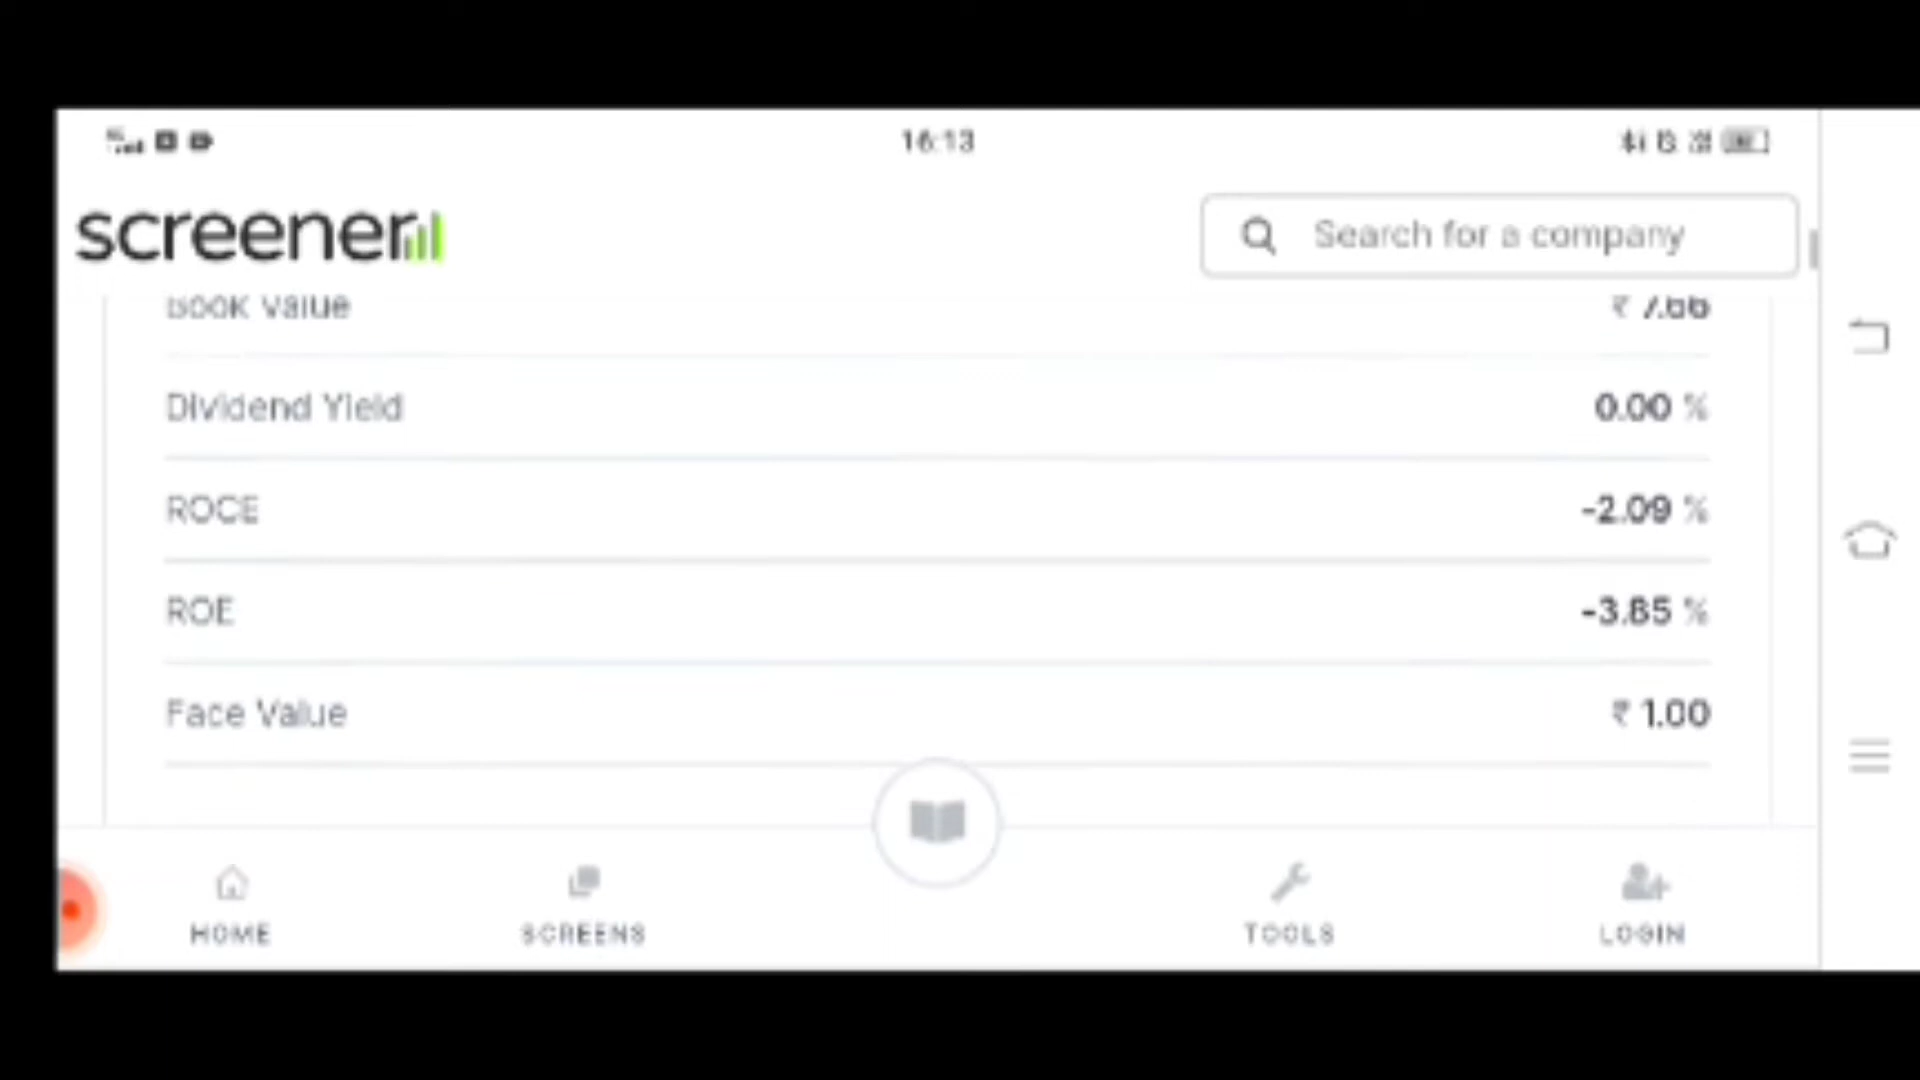 16:13
screener
Search for a company
Book Value ₹ 7.66
Dividend Yield 0.00 %
ROCE -2.09 %
ROE -3.85 %
Face Value ₹ 1.00
HOME SCREENS TOOLS LOGIN